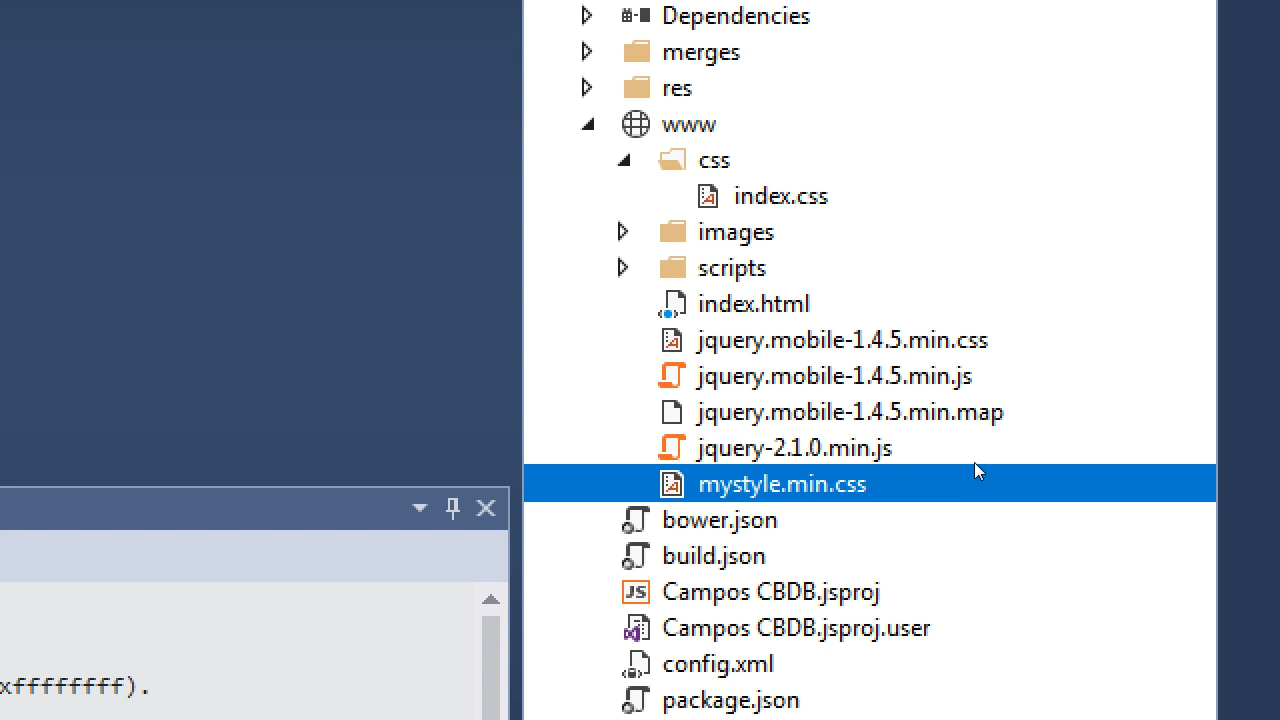 Dependencies
merges
res
www
css
index.css
images
scripts
index.html
jquery.mobile-1.4.5.min.css
jquery.mobile-1.4.5.min.js
jquery.mobile-1.4.5.min.map
jquery-2.1.0.min.js
mystyle.min.css
bower.json
build.json
JS Campos CBDB.jsproj
Campos CBDB.jsproj.user
config.xml
xffffffff).
package.json